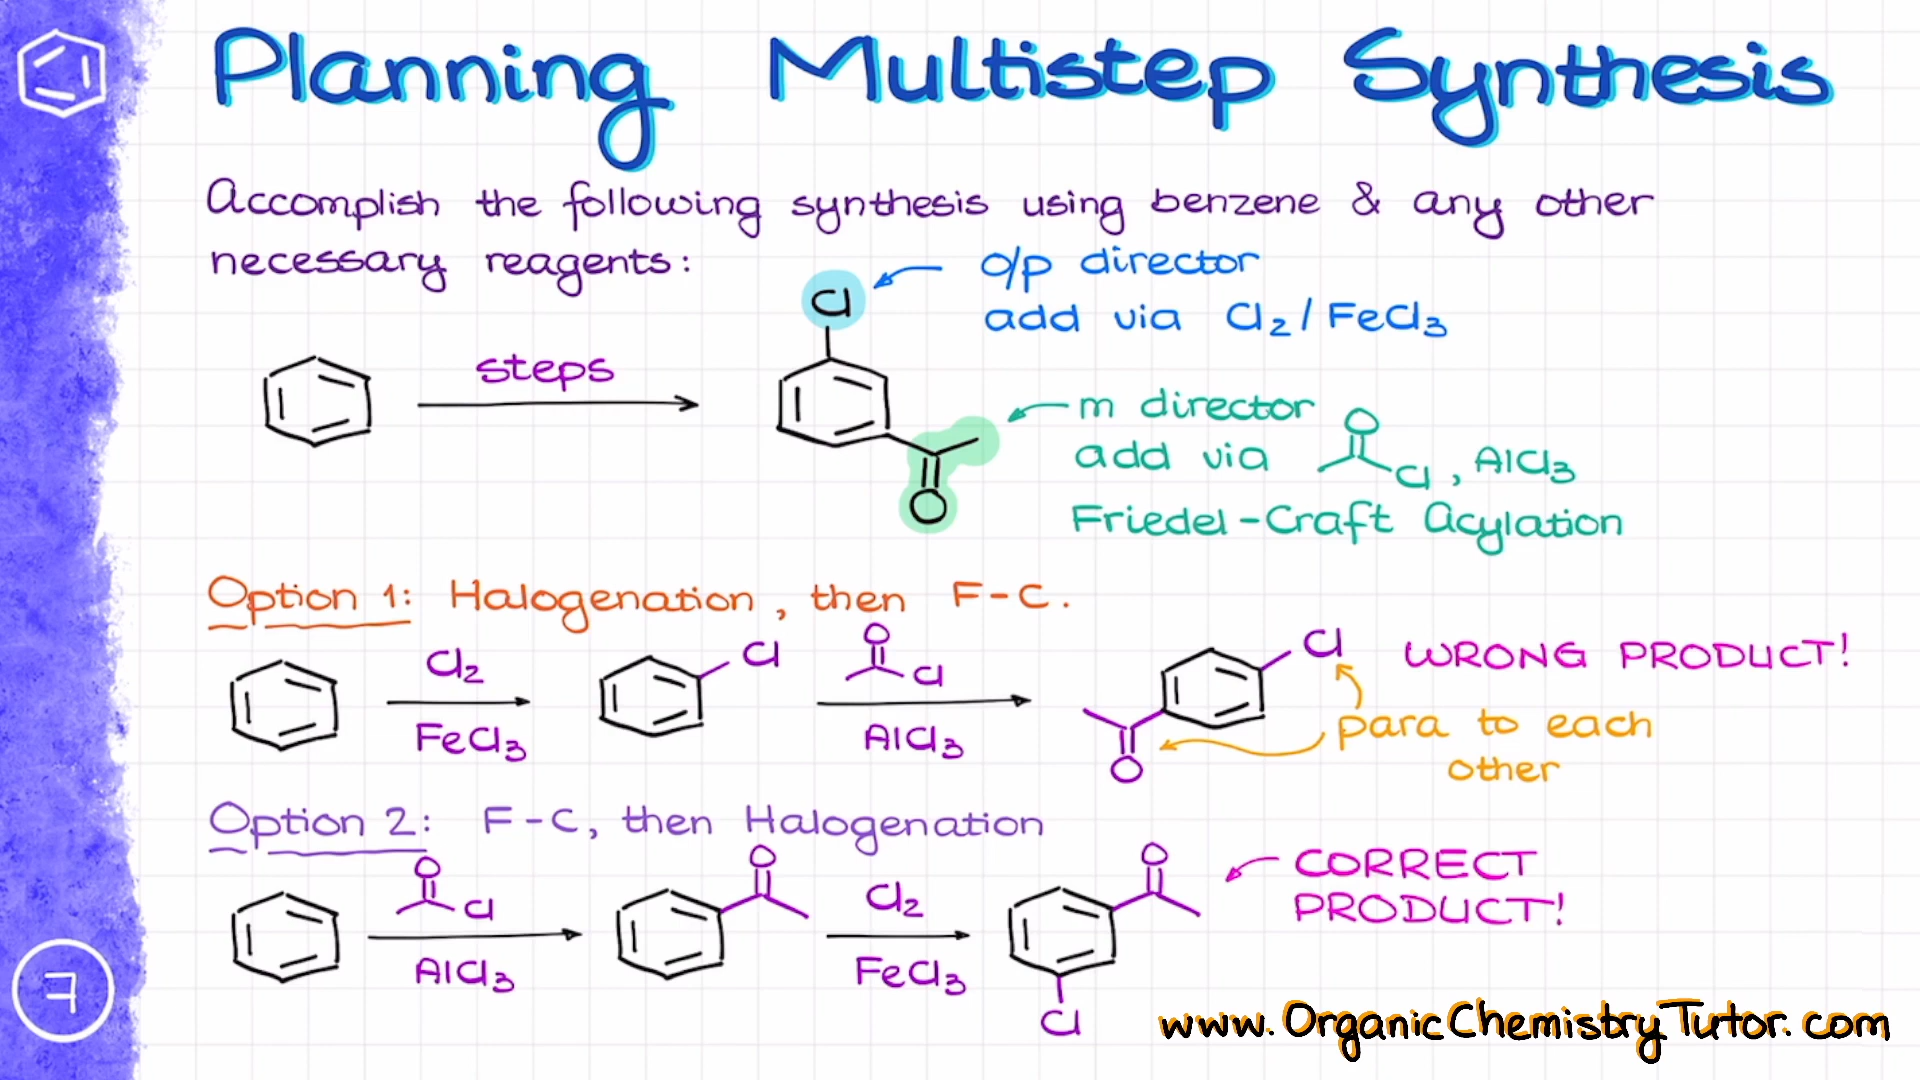 Planning Multistep Synthesis
Accomplish the following synthesis using benzene & any other
necessary reagents:
Cl
o/p director
add via Cl₂/FeCl₃
steps
m director
add via O Cl, AlCl₃
Friedel-Craft Acylation
O
Option 1: Halogenation, then F-C.
Cl₂
FeCl₃
Cl
O
Cl
AlCl₃
Cl
O
WRONG PRODUCT!
para to each
other
Option 2: F-C, then Halogenation
O
Cl
AlCl₃
O
Cl₂
FeCl₃
O
Cl
CORRECT
PRODUCT!
7
www.OrganicChemistryTutor.com